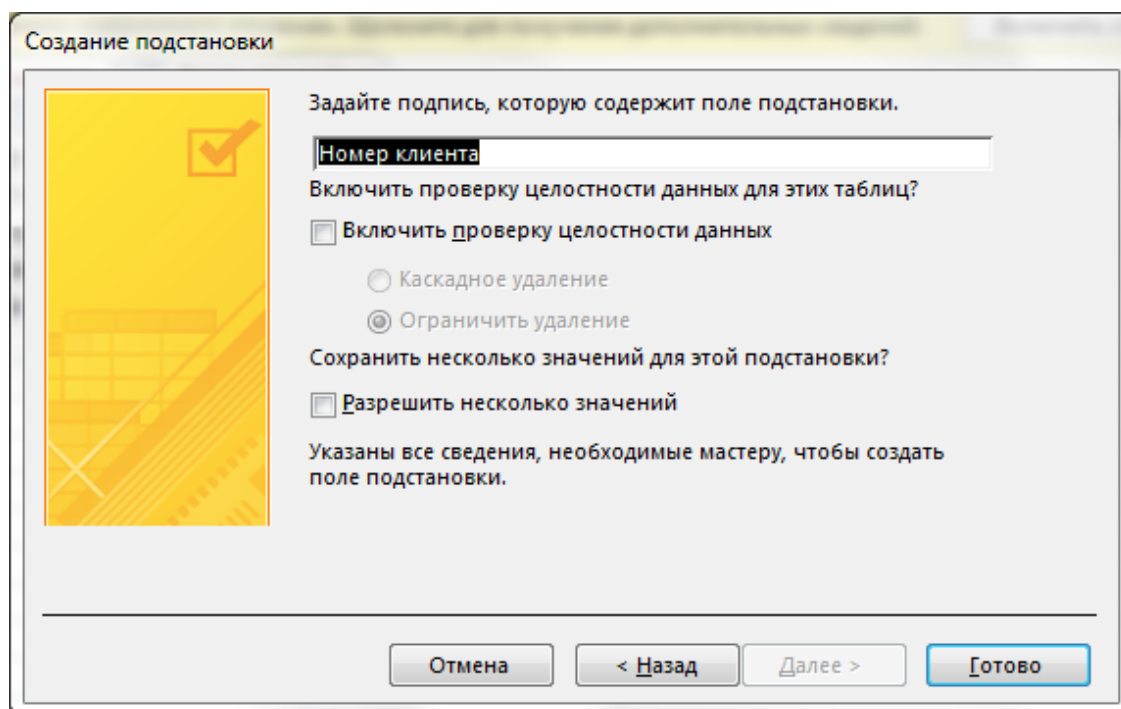 Создание подстановки
Задайте подпись, которую содержит поле подстановки.
Номер клиента
Включить проверку целостности данных для этих таблиц?
Включить проверку целостности данных
Каскадное удаление
Ограничить удаление
Сохранить несколько значений для этой подстановки?
Разрешить несколько значений
Указаны все сведения, необходимые мастеру, чтобы создать
поле подстановки.
Отмена
< Назад
Далее >
Готово